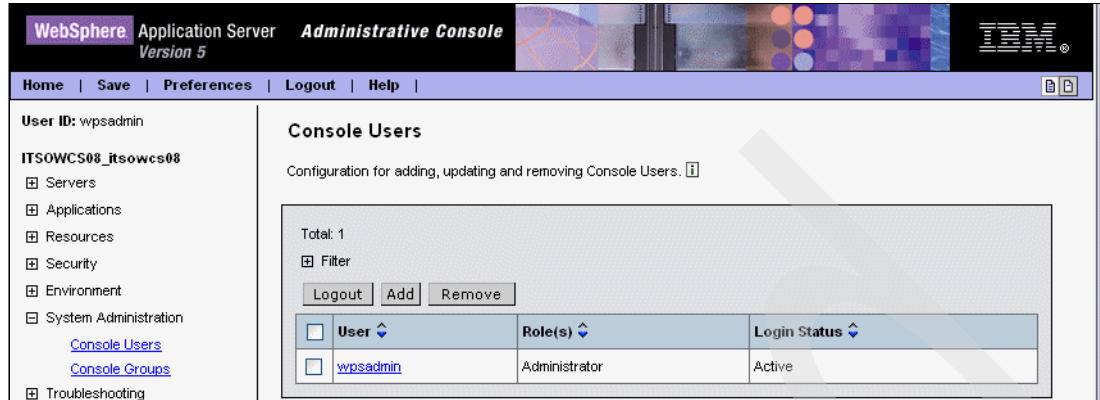 WebSphere Application Server Administrative Console
Version 5
IBM®
Home | Save | Preferences | Logout | Help |
User ID: wpsadmin
ITSOWCS08_itsowcs08
Servers
Applications
Resources
Security
Environment
System Administration
Console Users
Console Groups
Troubleshooting
Console Users
Configuration for adding, updating and removing Console Users. i
Total: 1
Filter
Logout Add Remove
User Role(s) Login Status
wpsadmin Administrator Active